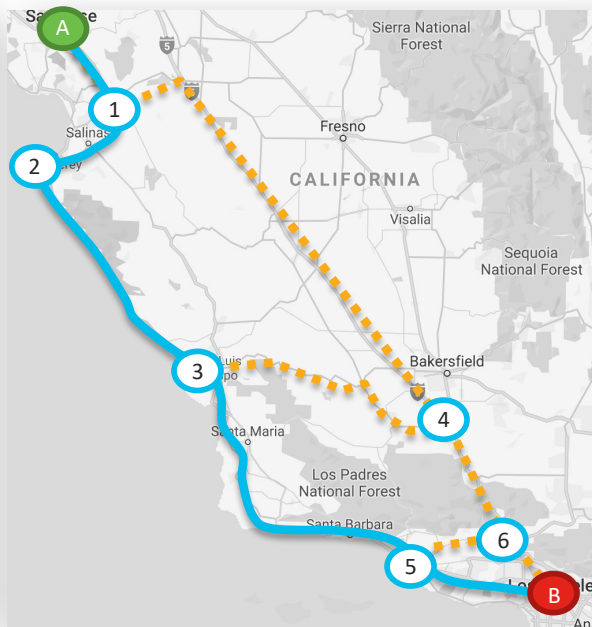 A
Sierra National
Forest
5
1
Salinas
Fresno
2
CALIFORNIA
Visalia
Sequoia
National Forest
3
Bakersfield
4
Santa Maria
Los Padres
National Forest
Santa Barbara
6
5
B
An